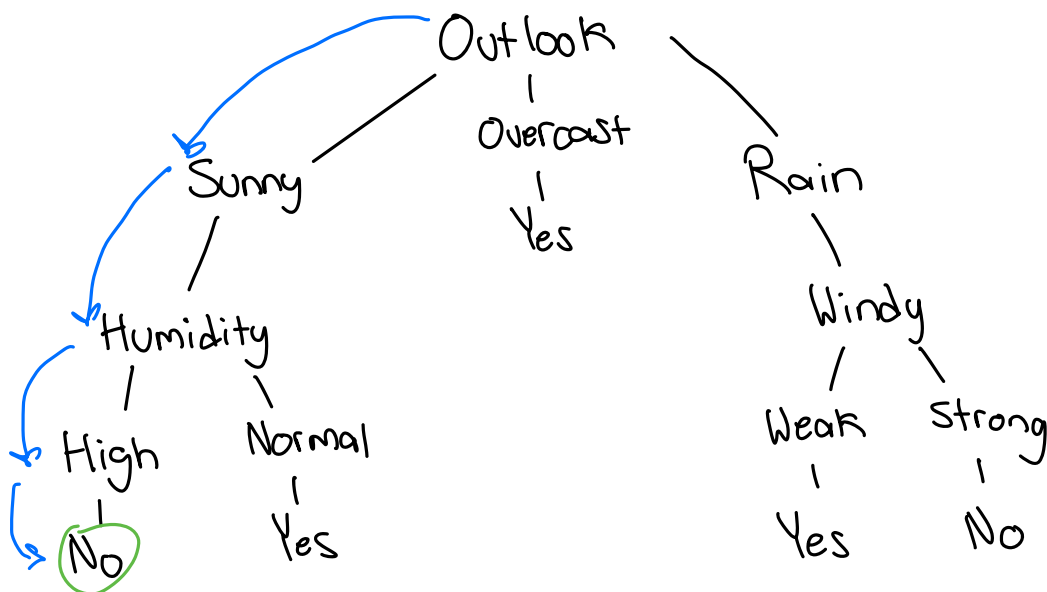 Outlook
Overcast
Sunny
Rain
Yes
Humidity
Windy
High
Normal
Weak
Strong
No
Yes
Yes
No